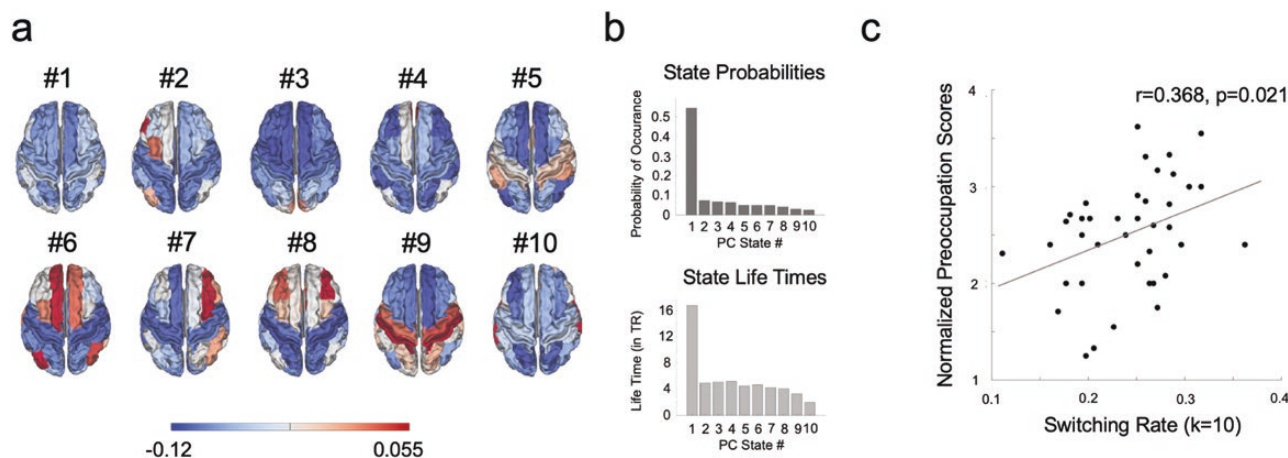 a
#1 #2 #3 #4 #5
#6 #7 #8 #9 #10
-0.12 0.055
b
State Probabilities
Probability of Occurance
0.5
0.4
0.3
0.2
0.1
0
1 2 3 4 5 6 7 8 9 10
PC State #
State Life Times
Life Time (in TR)
16
12
8
4
0
1 2 3 4 5 6 7 8 9 10
PC State #
c
r=0.368, p=0.021
Normalized Preoccupation Scores
4
3
2
1
0.1 0.2 0.3 0.4
Switching Rate (k=10)